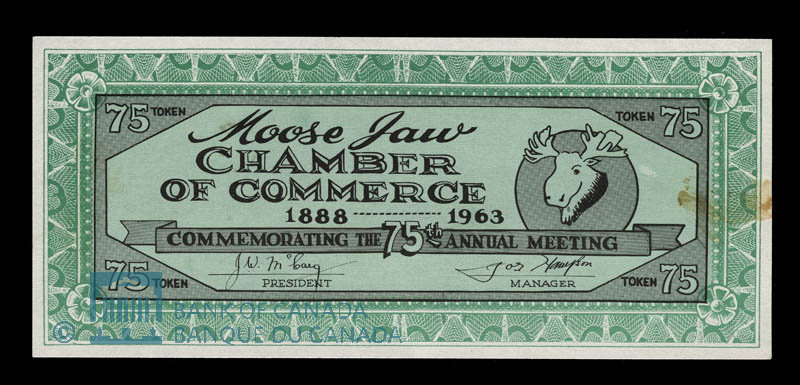 75 TOKEN TOKEN 75
Moose Jaw
CHAMBER
OF COMMERCE
1888 ---------- 1963
COMMEMORATING THE 75th ANNUAL MEETING
J.W. McCaig
PRESIDENT MANAGER
75 TOKEN TOKEN 75
© BANK OF CANADA
BANQUE DU CANADA